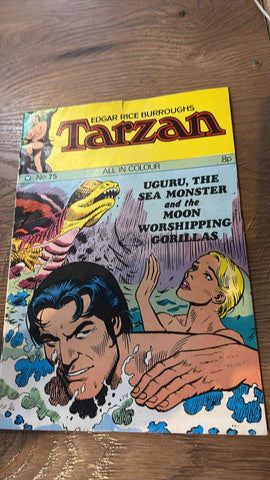 EDGAR RICE BURROUGHS
Tarzan
ALL IN COLOUR
No. 75
8p
UGURU, THE
SEA MONSTER
and the
MOON
WORSHIPPING
GORILLAS